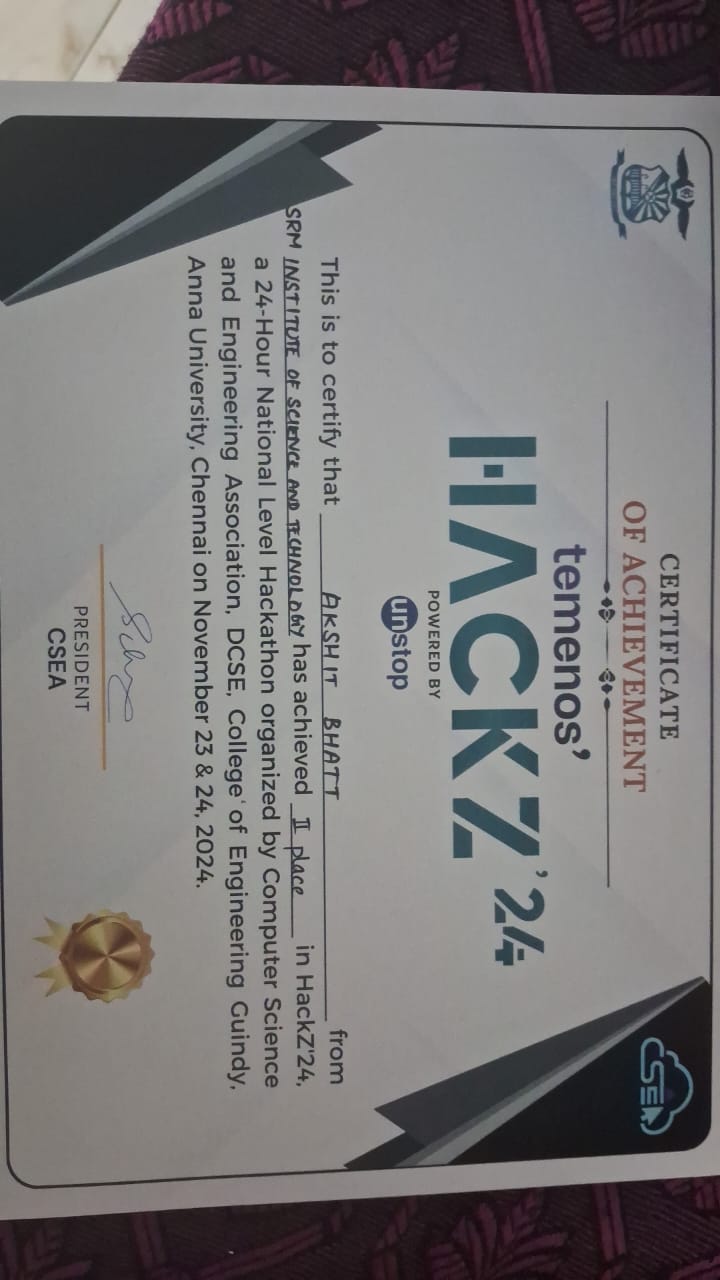 CERTIFICATE
OF ACHIEVEMENT
CSEA
temenos'
HACKZ'24
POWERED BY
unstop
This is to certify that AKSHIT BHATT from
SRM INSTITUTE OF SCIENCE AND TECHNOLOGY has achieved II place in HackZ'24,
a 24-Hour National Level Hackathon organized by Computer Science
and Engineering Association, DCSE, College of Engineering Guindy,
Anna University, Chennai on November 23 & 24, 2024.
PRESIDENT
CSEA